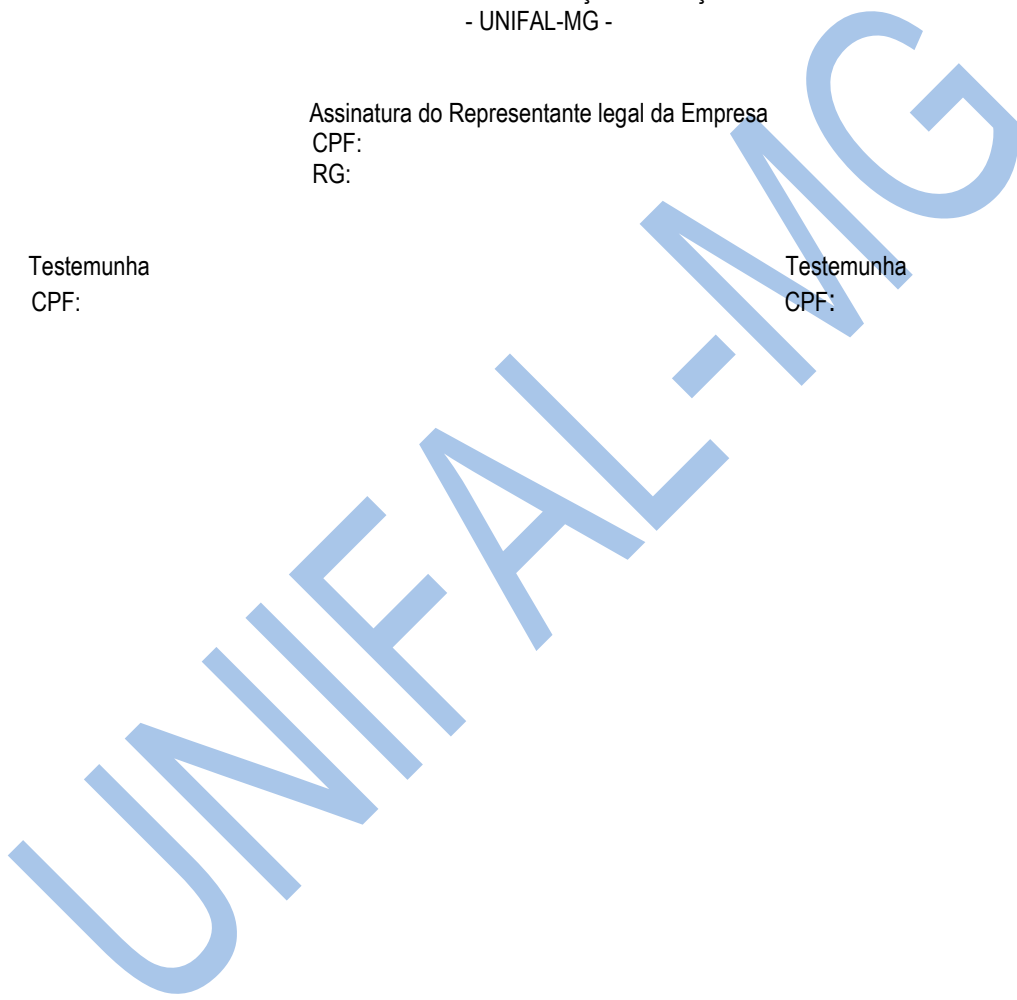 - UNIFAL-MG -
Assinatura do Representante legal da Empresa
CPF:
RG:
Testemunha
Testemunha
CPF:
CPF:
UNIFAL-MG